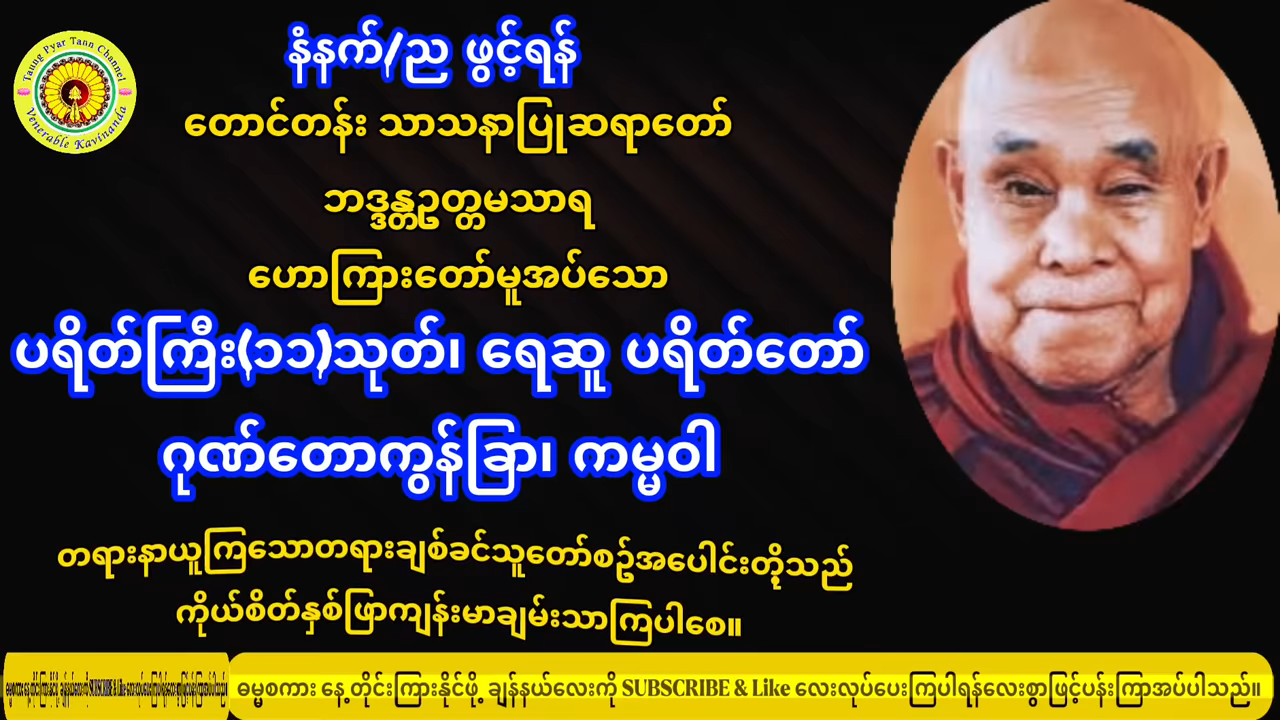 Taung Pyar Tann Channel
Venerable Kavinanda
နံနက်/ည ဖွင့်ရန်
တောင်တန်း သာသနာပြုဆရာတော်
ဘဒ္ဒန္တဥတ္တမသာရ
ဟောကြားတော်မူအပ်သော
ပရိတ်ကြီး(၁၁)သုတ်၊ ရေဆူ ပရိတ်တော်
ဂုဏ်တောကွန်ခြာ၊ ကမ္မဝါ
တရားနာယူကြသောတရားချစ်ခင်သူတော်စဥ်အပေါင်းတို့သည်
ကိုယ်စိတ်နှစ်ဖြာကျန်းမာချမ်းသာကြပါစေ။
ဓမ္မစကား နေ့တိုင်းကြားနိုင်ဖို့ ချန်နယ်လေးကို SUBSCRIBE & Like လေးလုပ်ပေးကြပါရန်လေးစွာဖြင့်ပန်းကြာအပ်ပါသည်။